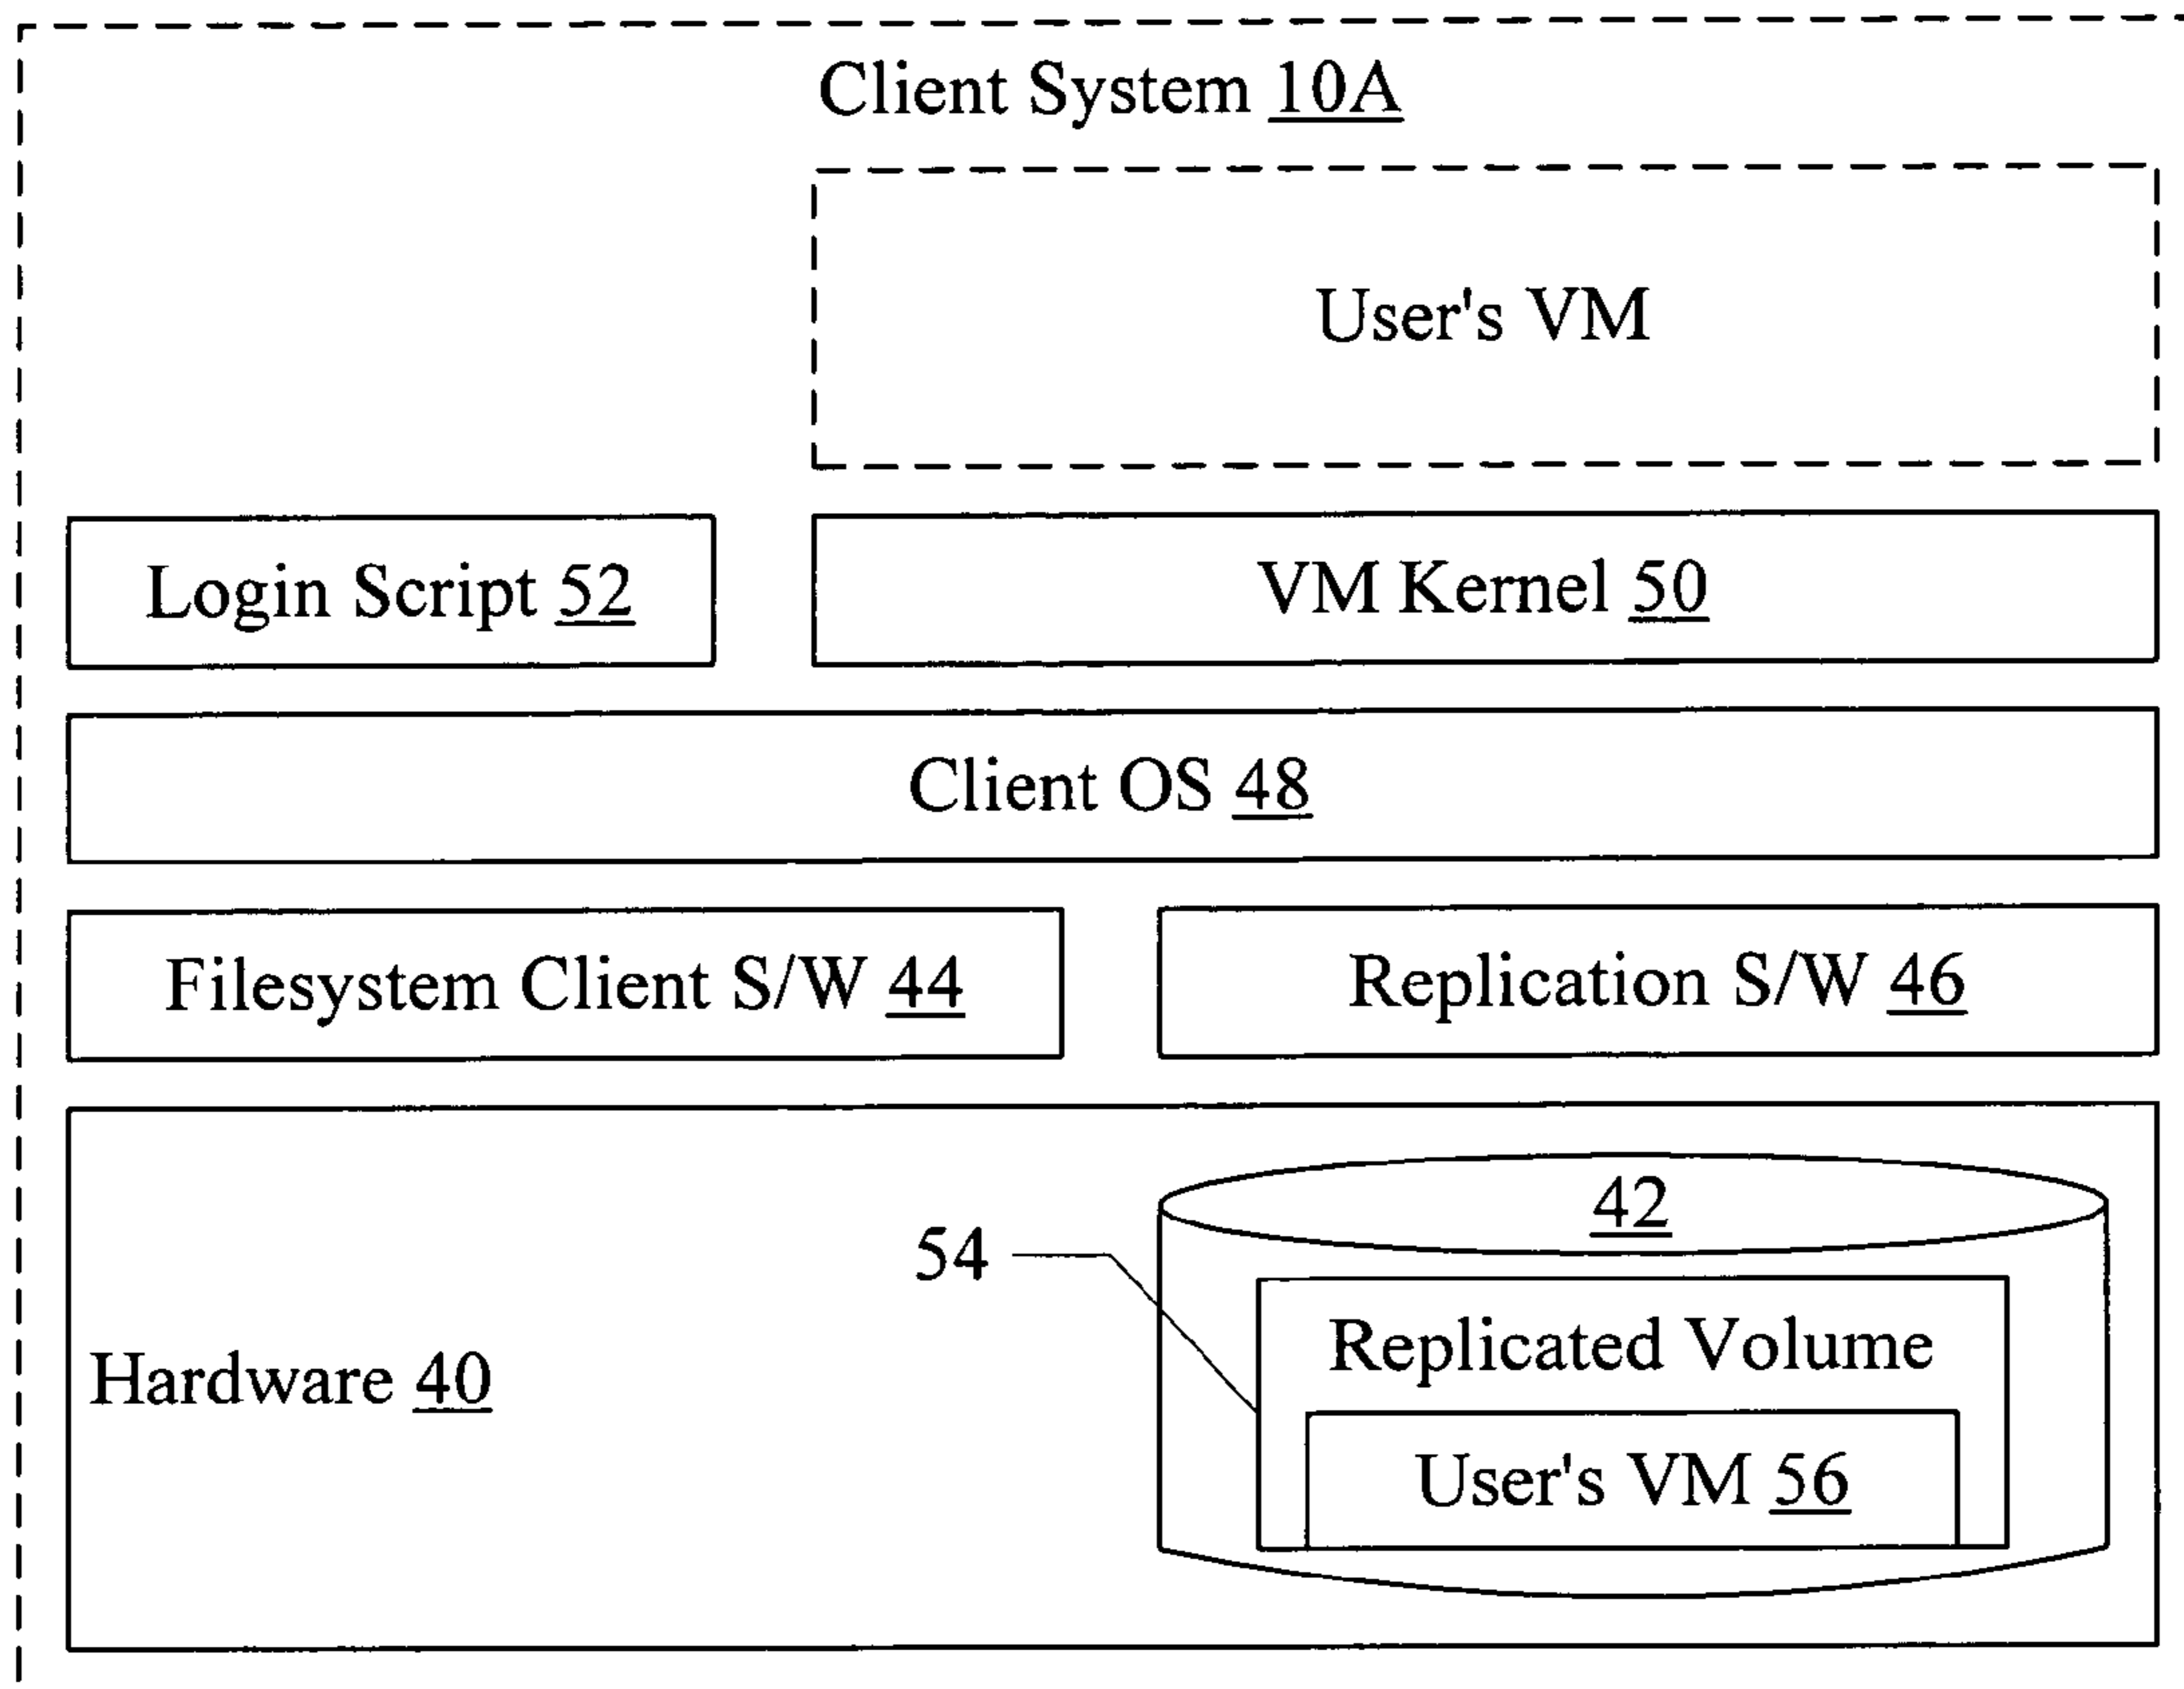 Client System 10A
User's VM
Login Script 52
VM Kernel 50
Client OS 48
Filesystem Client S/W 44
Replication S/W 46
42
54
Replicated Volume
Hardware 40
User's VM 56